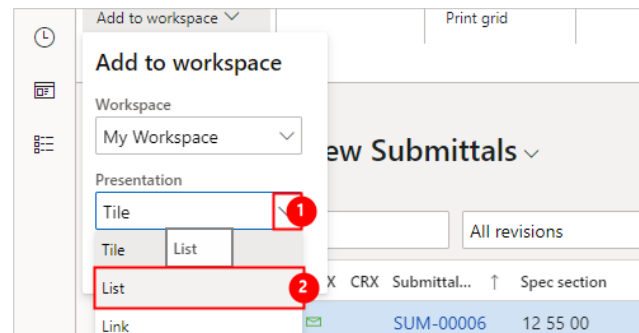 Add to workspace
Print grid
Add to workspace
Workspace
My Workspace
ew Submittals
Presentation
Tile
1
All revisions
Tile
List
List
2
X CRX Submittal... ↑ Spec section
Link
SUM-00006 12 55 00